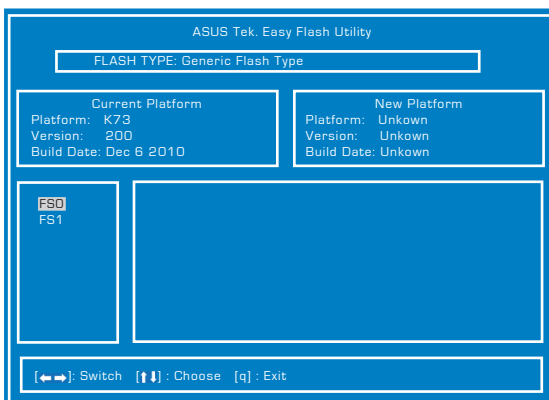 ASUS Tek. Easy Flash Utility
FLASH TYPE: Generic Flash Type
Current Platform
Platform: K73
Version: 200
Build Date: Dec 6 2010
New Platform
Platform: Unkown
Version: Unkown
Build Date: Unkown
FS0
FS1
[←→]: Switch [↑↓] : Choose [q] : Exit